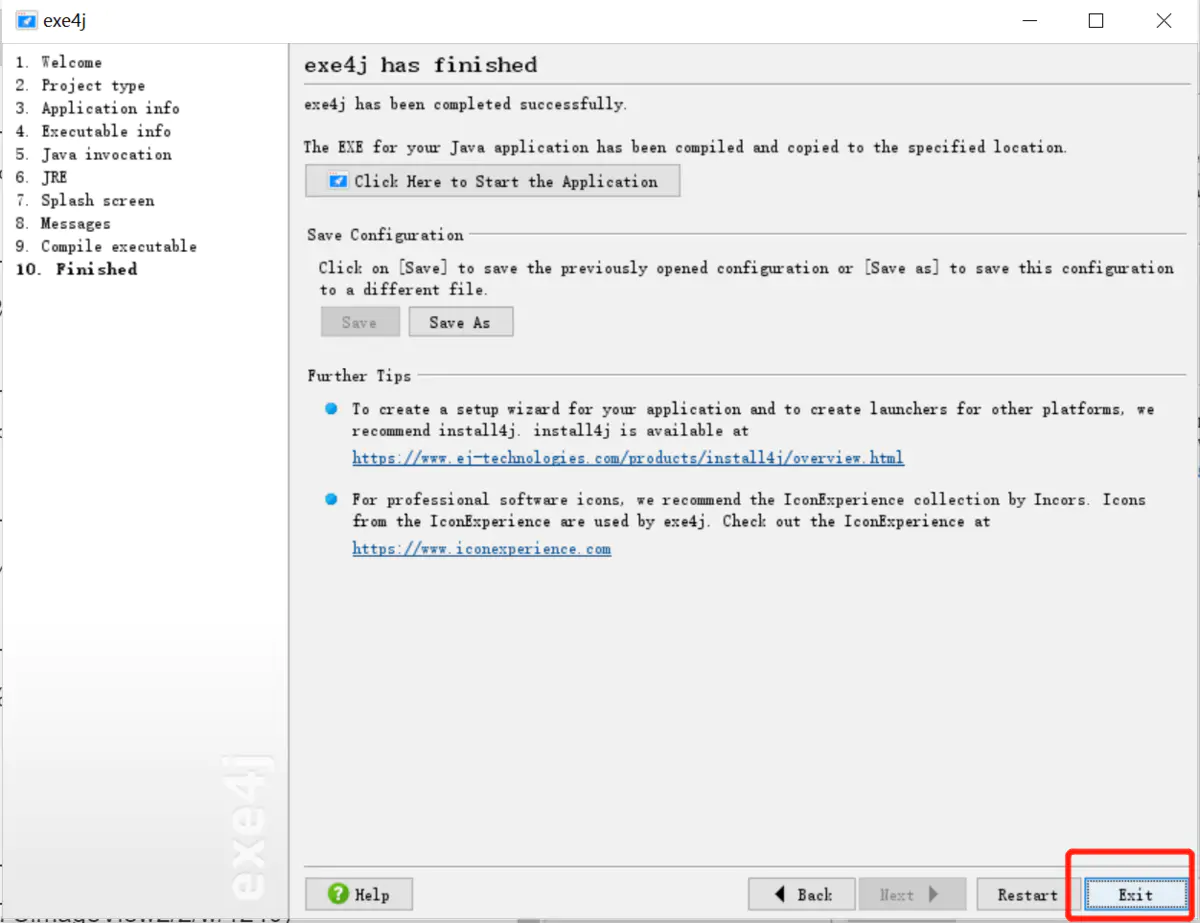 exe4j
1. Welcome
2. Project type
3. Application info
4. Executable info
5. Java invocation
6. JRE
7. Splash screen
8. Messages
9. Compile executable
10. Finished
exe4j has finished
exe4j has been completed successfully.
The EXE for your Java application has been compiled and copied to the specified location.
Click Here to Start the Application
Save Configuration
Click on [Save] to save the previously opened configuration or [Save as] to save this configuration
to a different file.
Save Save As
Further Tips
To create a setup wizard for your application and to create launchers for other platforms, we
recommend install4j. install4j is available at
https://www.ej-technologies.com/products/install4j/overview.html
For professional software icons, we recommend the IconExperience collection by Incors. Icons
from the IconExperience are used by exe4j. Check out the IconExperience at
https://www.iconexperience.com
exe4j
Help Back Next Restart Exit